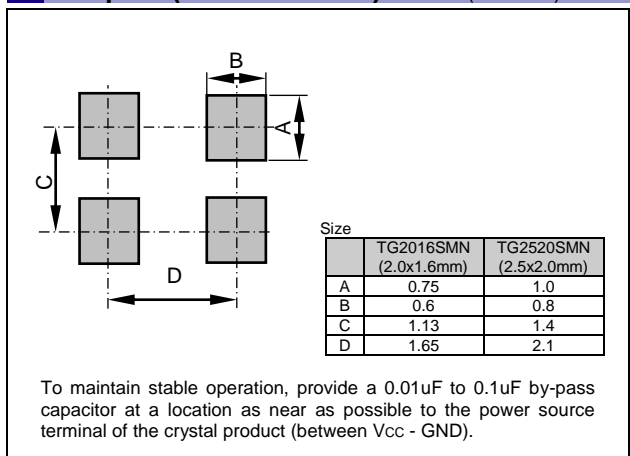 B
A
C
D
Size
TG2016SMN TG2520SMN
(2.0x1.6mm) (2.5x2.0mm)
A 0.75 1.0
B 0.6 0.8
C 1.13 1.4
D 1.65 2.1
To maintain stable operation, provide a 0.01uF to 0.1uF by-pass
capacitor at a location as near as possible to the power source
terminal of the crystal product (between Vcc - GND).